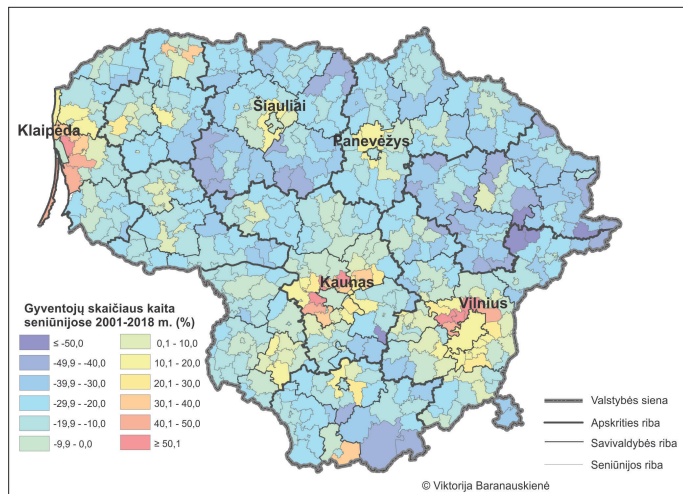 Šiauliai
Klaipėda
Panevėžys
Kaunas
Vilnius
Gyventojų skaičiaus kaita
seniūnijose 2001-2018 m. (%)
≤ -50,0
-49,9 - -40,0
-39,9 - -30,0
-29,9 - -20,0
-19,9 - -10,0
-9,9 - 0,0
0,1 - 10,0
10,1 - 20,0
20,1 - 30,0
30,1 - 40,0
40,1 - 50,0
≥ 50,1
Valstybės siena
Apskrities riba
Savivaldybės riba
Seniūnijos riba
© Viktorija Baranauskienė